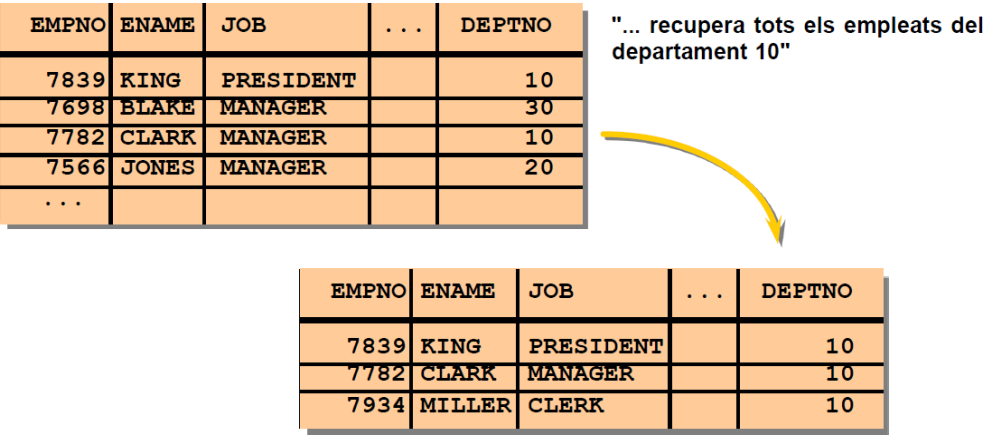 EMPNO ENAME JOB ... DEPTNO
7839 KING PRESIDENT 10
7698 BLAKE MANAGER 30
7782 CLARK MANAGER 10
7566 JONES MANAGER 20
...
"... recupera tots els empleats del
departament 10"
EMPNO ENAME JOB ... DEPTNO
7839 KING PRESIDENT 10
7782 CLARK MANAGER 10
7934 MILLER CLERK 10